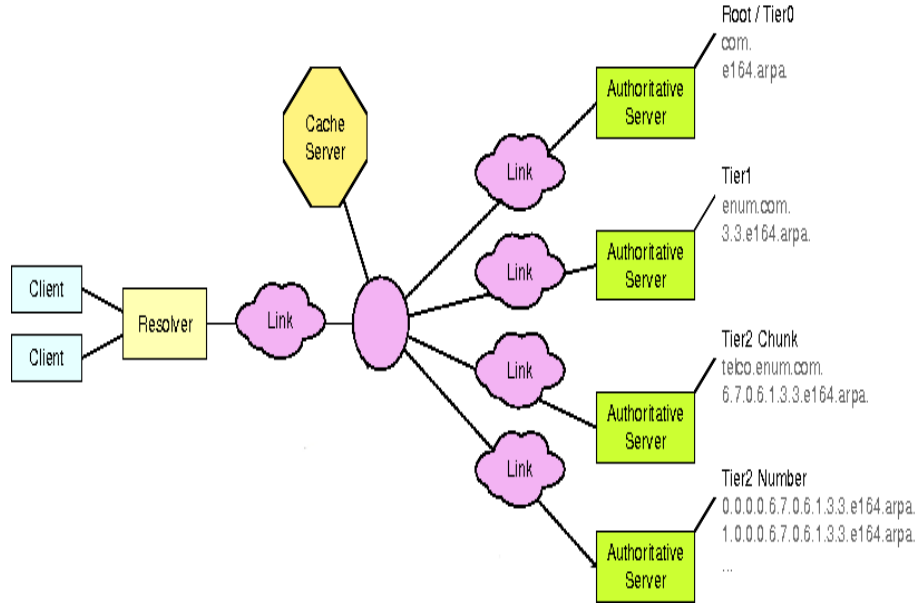 Root / Tier0
com.
e164.arpa.
Authoritative
Server
Cache
Server
Link
Tier1
enum.com.
3.3.e164.arpa.
Link
Authoritative
Server
Client
Resolver
Link
Client
Link
Tier2 Chunk
telco.enum.com.
6.7.0.6.1.3.3.e164.arpa.
Authoritative
Server
Link
Tier2 Number
0.0.0.0.6.7.0.6.1.3.3.e164.arpa.
1.0.0.0.6.7.0.6.1.3.3.e164.arpa.
...
Authoritative
Server